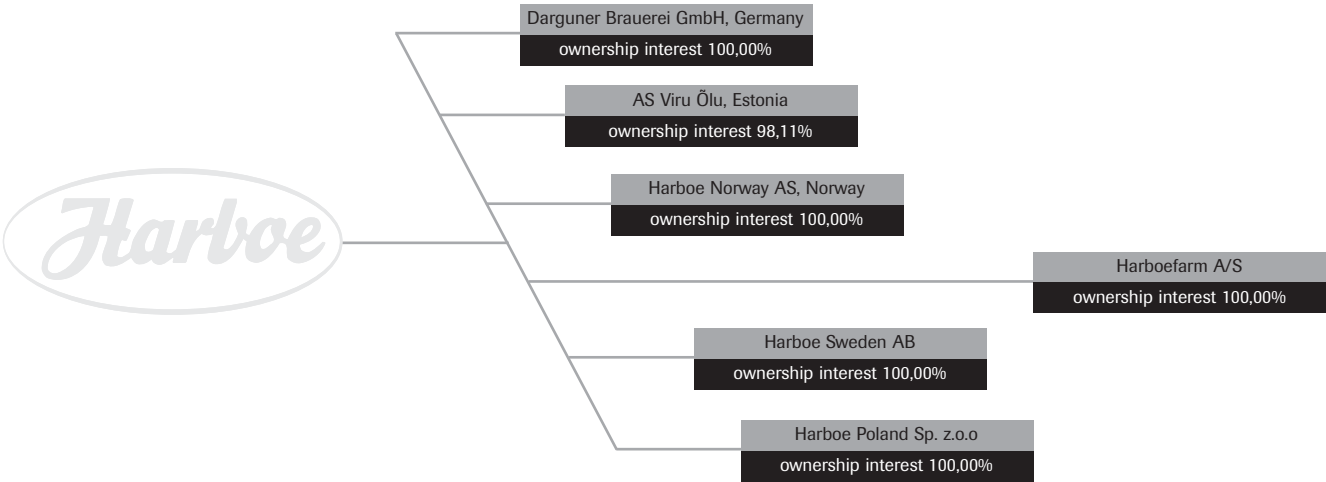 Darguner Brauerei GmbH, Germany
ownership interest 100,00%
AS Viru Õlu, Estonia
ownership interest 98,11%
Harboe Norway AS, Norway
ownership interest 100,00%
Harboe
Harboefarm A/S
ownership interest 100,00%
Harboe Sweden AB
ownership interest 100,00%
Harboe Poland Sp. z.o.o
ownership interest 100,00%